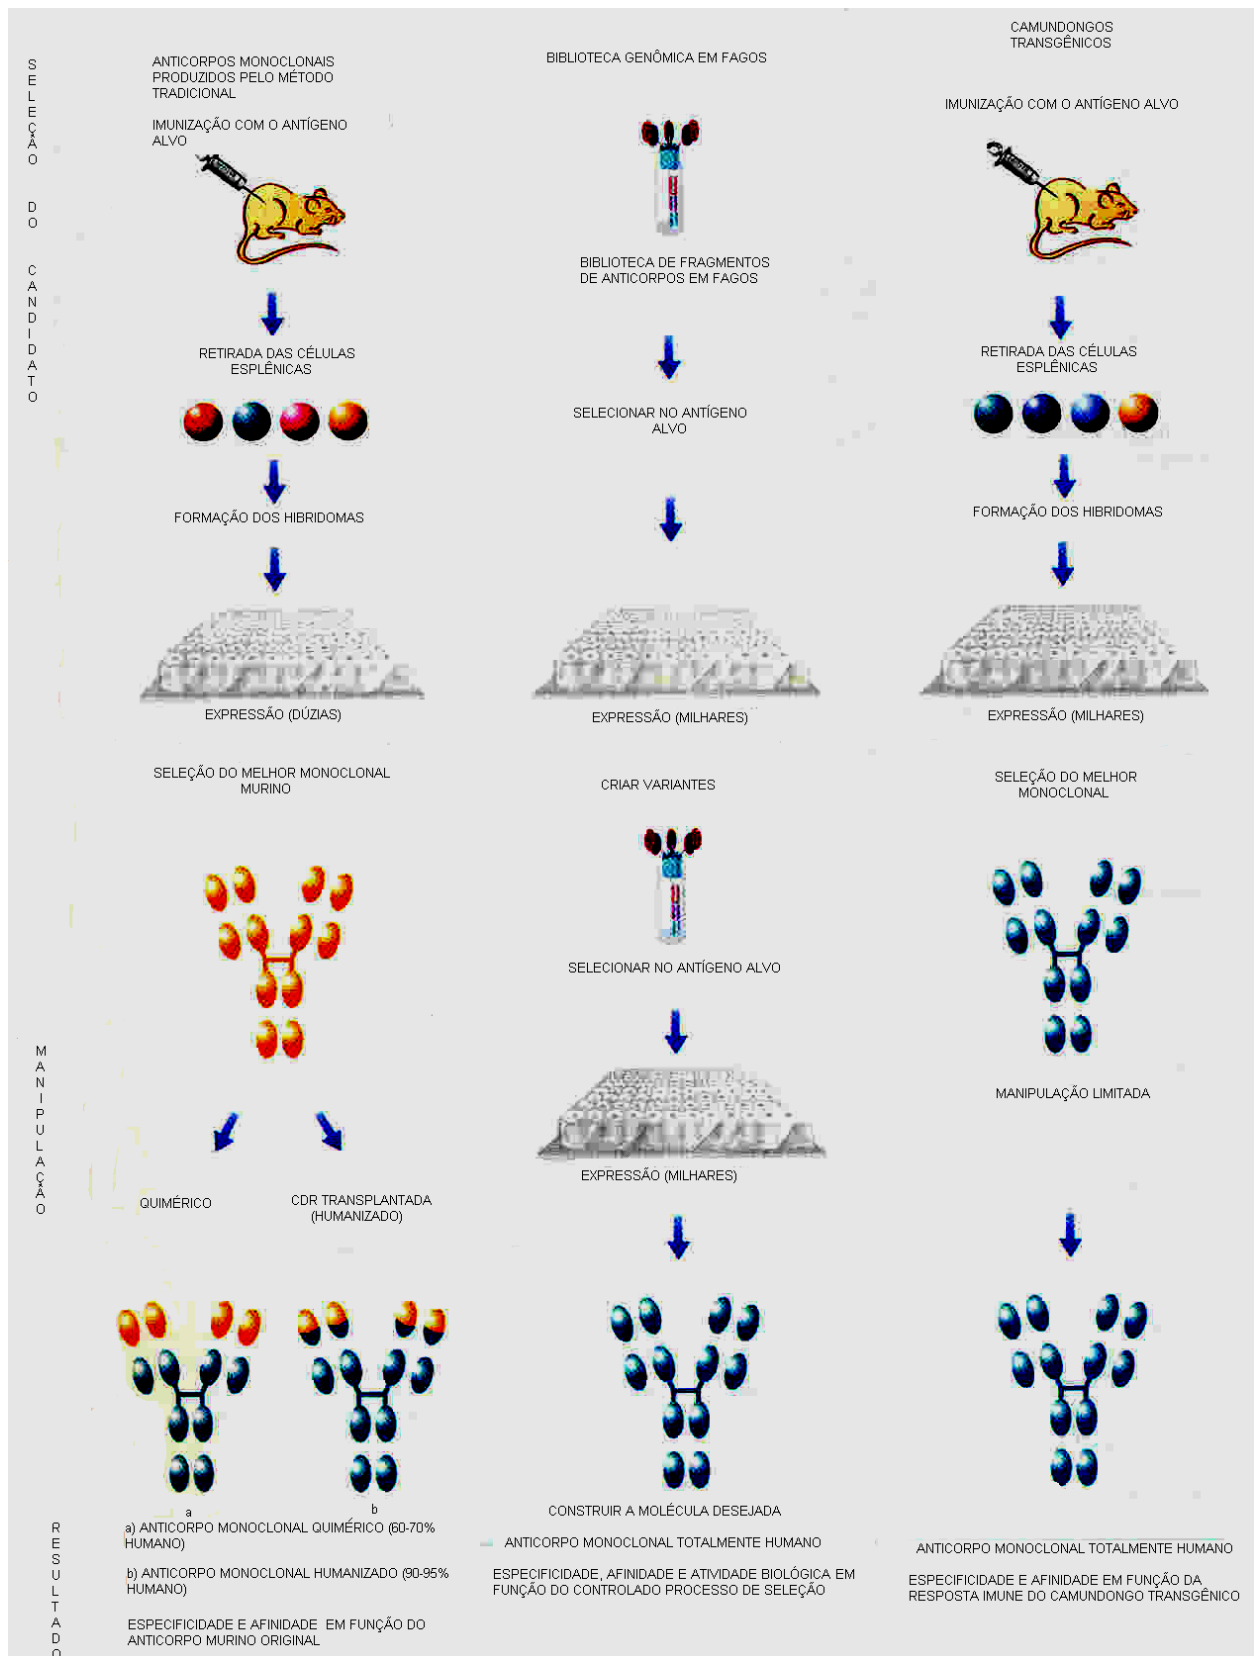 SELEÇÃO DO CANDIDATO
ANTICORPOS MONOCLONAIS
PRODUZIDOS PELO MÉTODO
TRADICIONAL
IMUNIZAÇÃO COM O ANTÍGENO
ALVO
RETIRADA DAS CÉLULAS
ESPLÊNICAS
FORMAÇÃO DOS HIBRIDOMAS
EXPRESSÃO (DÚZIAS)
BIBLIOTECA GENÔMICA EM FAGOS
BIBLIOTECA DE FRAGMENTOS
DE ANTICORPOS EM FAGOS
SELECIONAR NO ANTÍGENO
ALVO
EXPRESSÃO (MILHARES)
CAMUNDONGOS
TRANSGÊNICOS
IMUNIZAÇÃO COM O ANTÍGENO ALVO
RETIRADA DAS CÉLULAS
ESPLÊNICAS
FORMAÇÃO DOS HIBRIDOMAS
EXPRESSÃO (MILHARES)
MANIPULAÇÃO
SELEÇÃO DO MELHOR MONOCLONAL
MURINO
QUIMÉRICO
CDR TRANSPLANTADA
(HUMANIZADO)
CRIAR VARIANTES
SELECIONAR NO ANTÍGENO ALVO
EXPRESSÃO (MILHARES)
SELEÇÃO DO MELHOR
MONOCLONAL
MANIPULAÇÃO LIMITADA
RESULTADO
a
b
a) ANTICORPO MONOCLONAL QUIMÉRICO (60-70%
HUMANO)
b) ANTICORPO MONOCLONAL HUMANIZADO (90-95%
HUMANO)
ESPECIFICIDADE E AFINIDADE EM FUNÇÃO DO
ANTICORPO MURINO ORIGINAL
CONSTRUIR A MOLÉCULA DESEJADA
ANTICORPO MONOCLONAL TOTALMENTE HUMANO
ESPECIFICIDADE, AFINIDADE E ATIVIDADE BIOLÓGICA EM
FUNÇÃO DO CONTROLADO PROCESSO DE SELEÇÃO
ANTICORPO MONOCLONAL TOTALMENTE HUMANO
ESPECIFICIDADE E AFINIDADE EM FUNÇÃO DA
RESPOSTA IMUNE DO CAMUNDONGO TRANSGÊNICO